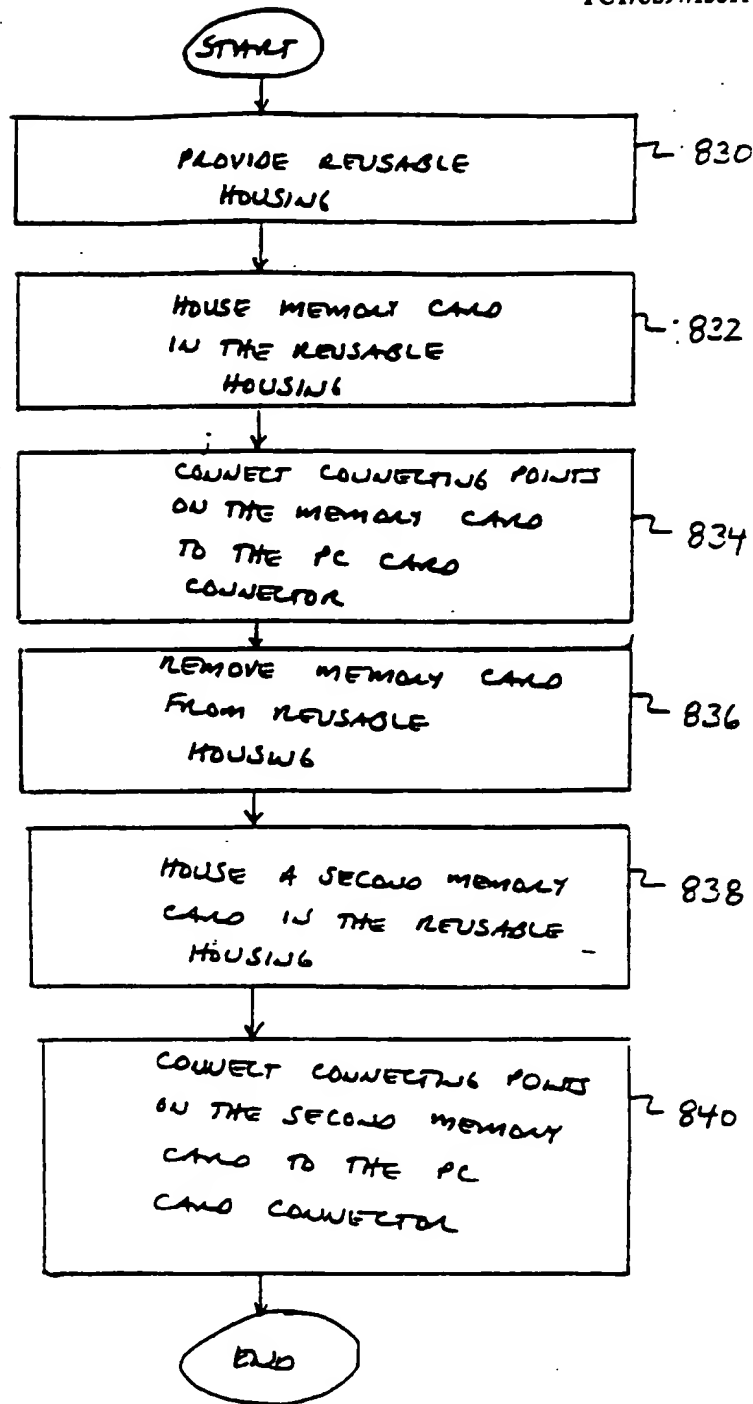 START
PROVIDE REUSABLE
HOUSING
830
HOUSE MEMORY CARD
IN THE REUSABLE
HOUSING
832
CONNECT CONNECTING POINTS
ON THE MEMORY CARD
TO THE PC CARD
CONNECTOR
834
REMOVE MEMORY CARD
FROM REUSABLE
HOUSING
836
HOUSE A SECOND MEMORY
CARD IN THE REUSABLE
HOUSING
838
CONNECT CONNECTING POINTS
ON THE SECOND MEMORY
CARD TO THE PC
CARD CONNECTOR
840
END